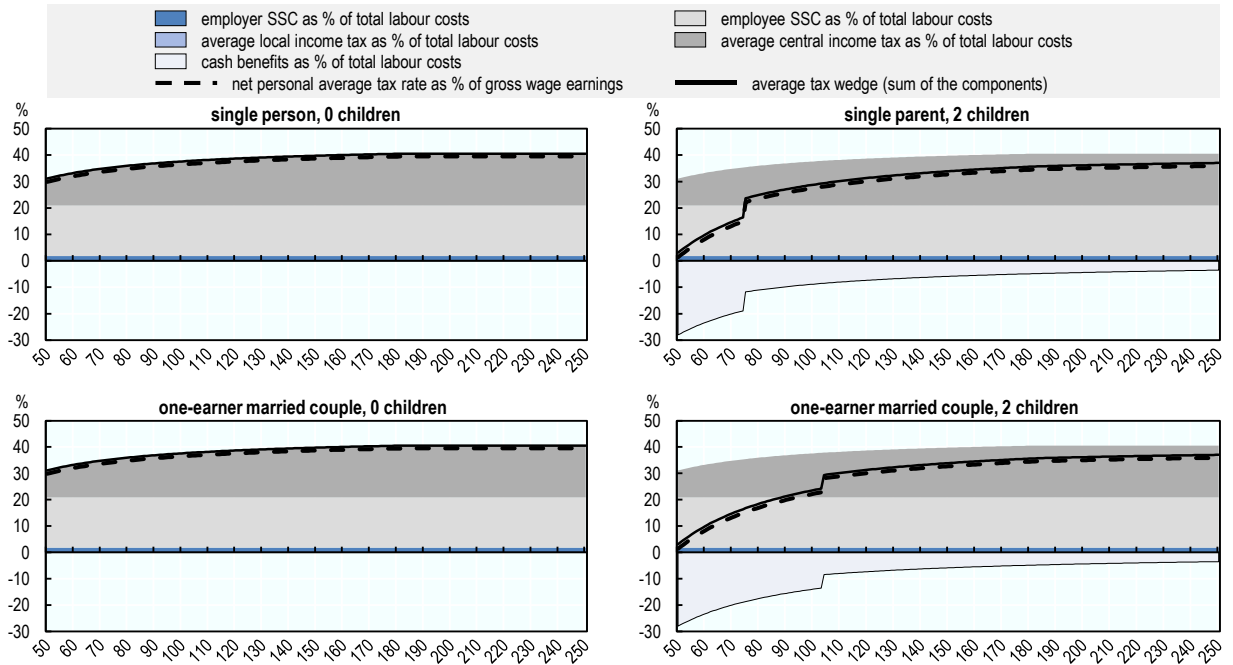 employer SSC as % of total labour costs
employee SSC as % of total labour costs
average local income tax as % of total labour costs
average central income tax as % of total labour costs
cash benefits as % of total labour costs
net personal average tax rate as % of gross wage earnings
average tax wedge (sum of the components)
%
single person, 0 children
50
40
30
20
10
0
-10
-20
-30
50 60 70 80 90 100 110 120 130 140 150 160 170 180 190 200 210 220 230 240 250
%
single parent, 2 children
50
40
30
20
10
0
-10
-20
-30
50 60 70 80 90 100 110 120 130 140 150 160 170 180 190 200 210 220 230 240 250
%
one-earner married couple, 0 children
50
40
30
20
10
0
-10
-20
-30
50 60 70 80 90 100 110 120 130 140 150 160 170 180 190 200 210 220 230 240 250
%
one-earner married couple, 2 children
50
40
30
20
10
0
-10
-20
-30
50 60 70 80 90 100 110 120 130 140 150 160 170 180 190 200 210 220 230 240 250